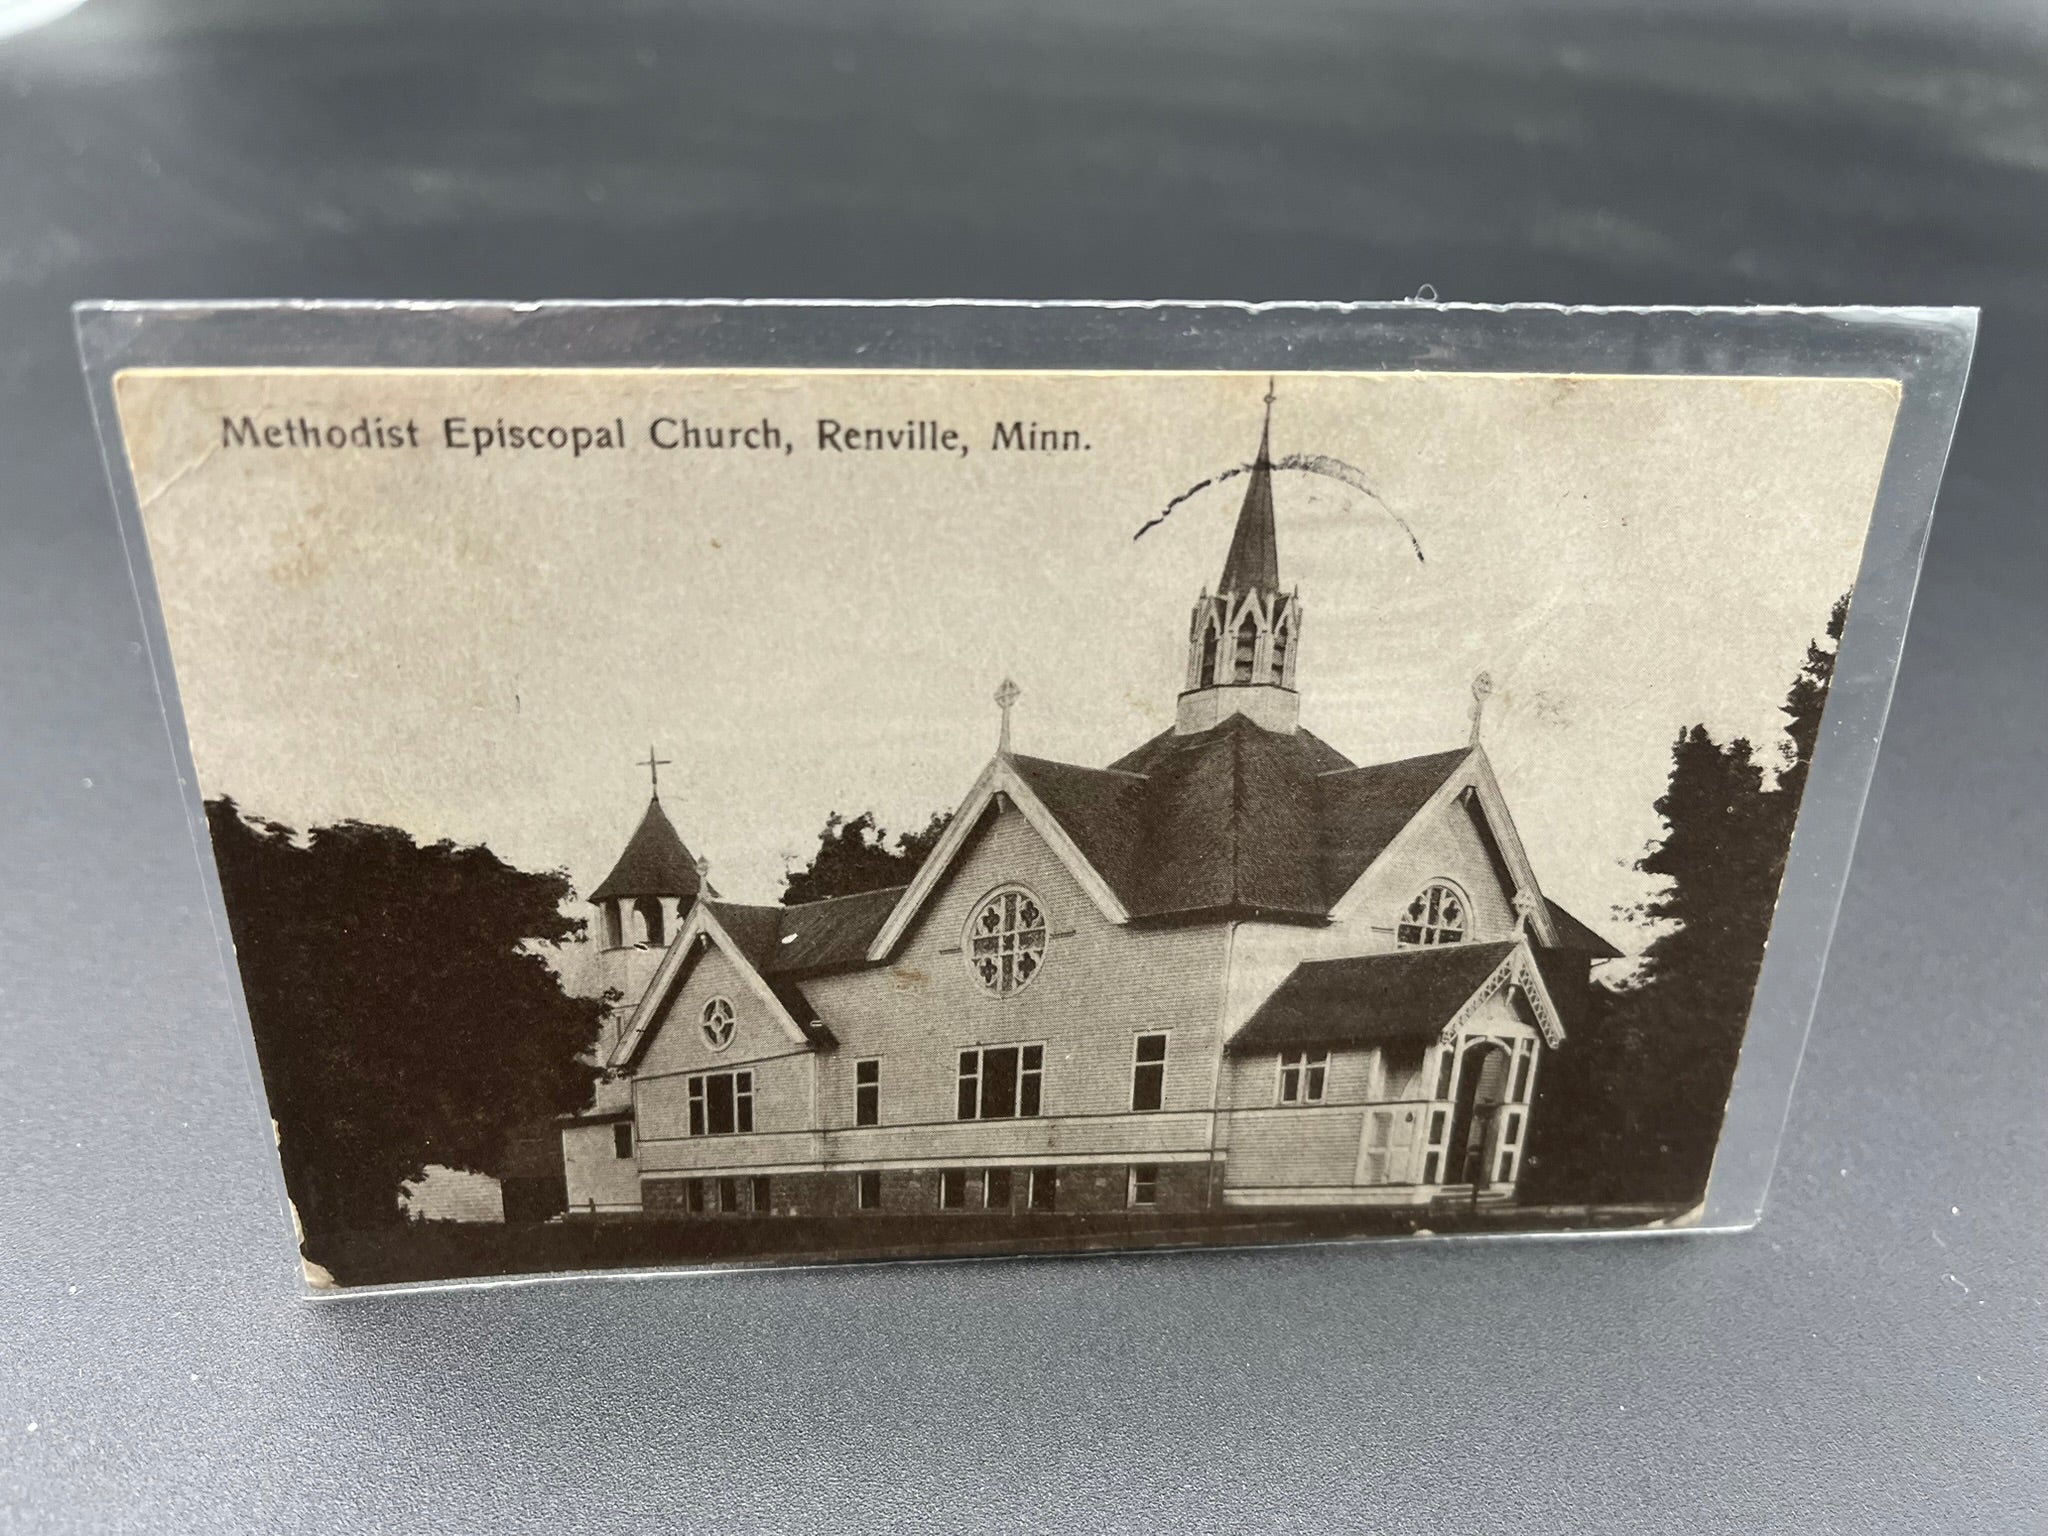 Methodist Episcopal Church, Renville, Minn.